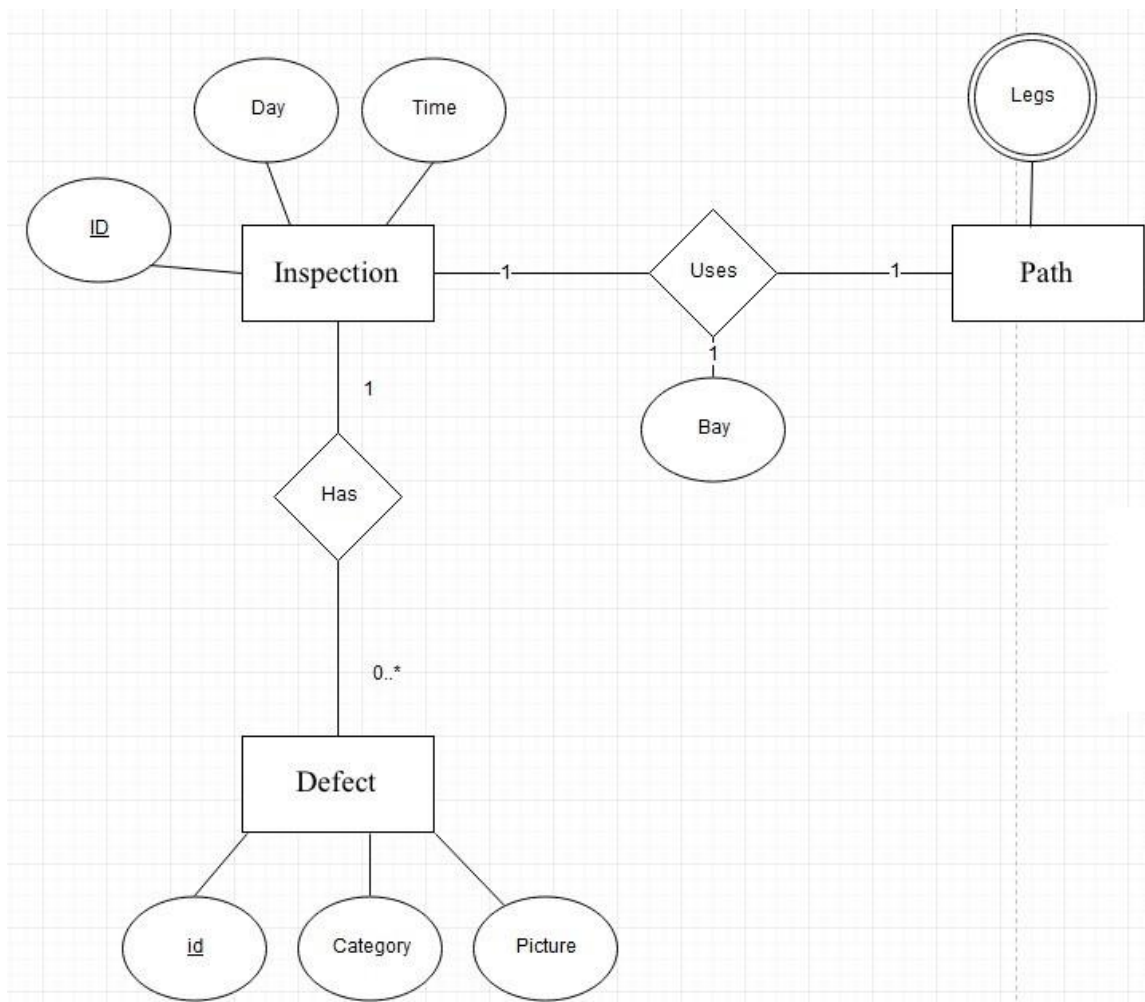 Day
Time
Legs
ID
Inspection
1
Uses
1
Path
1
1
Bay
Has
0..*
Defect
id
Category
Picture